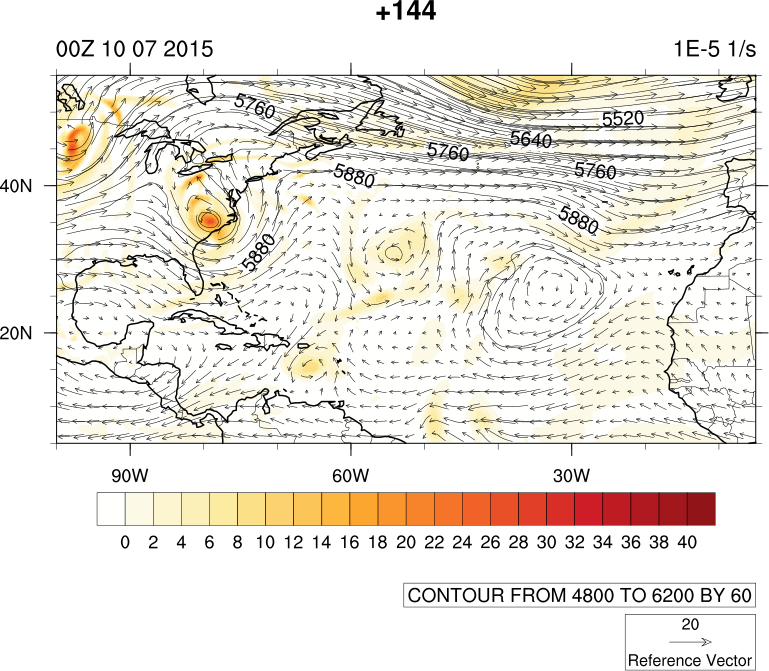 +144
00Z 10 07 2015 1E-5 1/s
5760
5520
5640
5760
5760
5880
40N
5880
5880
20N
90W 60W 30W
0 2 4 6 8 10 12 14 16 18 20 22 24 26 28 30 32 34 36 38 40
CONTOUR FROM 4800 TO 6200 BY 60
20
Reference Vector